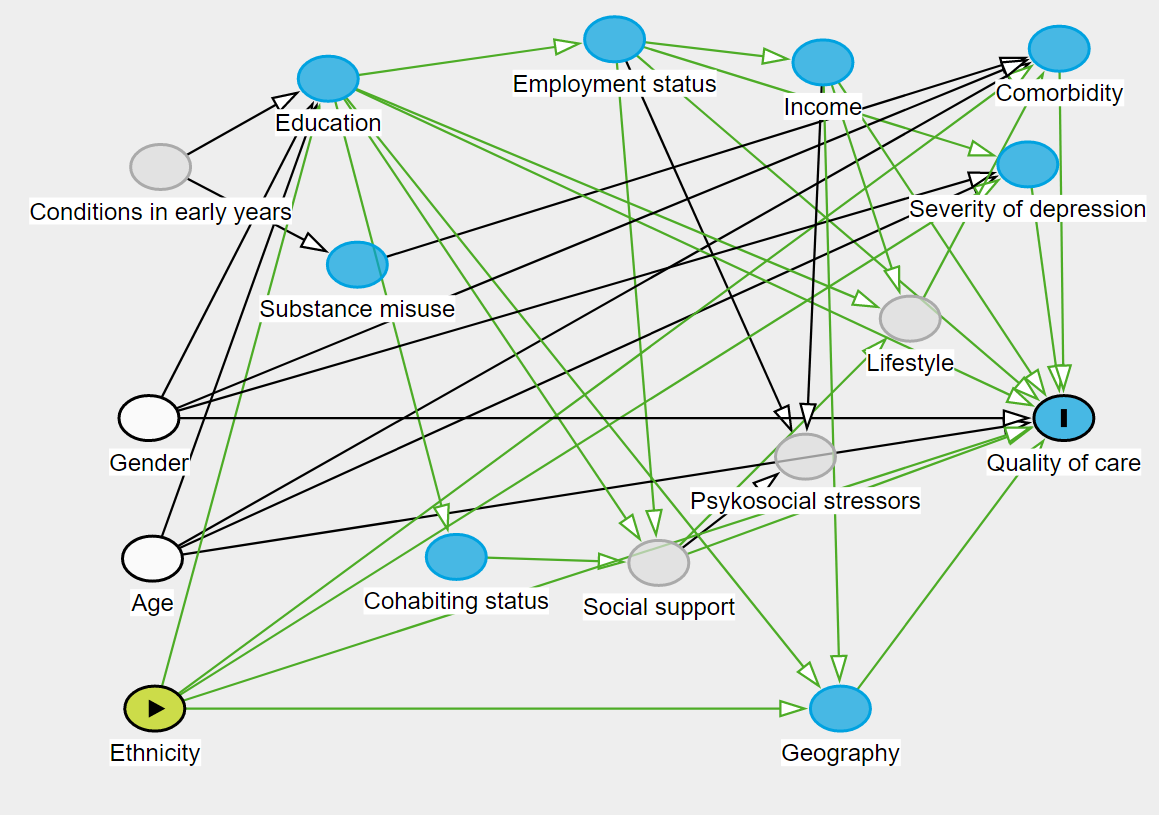 Employment status
Income
Comorbidity
Education
Conditions in early years
Severity of depression
Substance misuse
Lifestyle
Gender
Quality of care
Psykosocial stressors
Age
Cohabiting status
Social support
Ethnicity
Geography